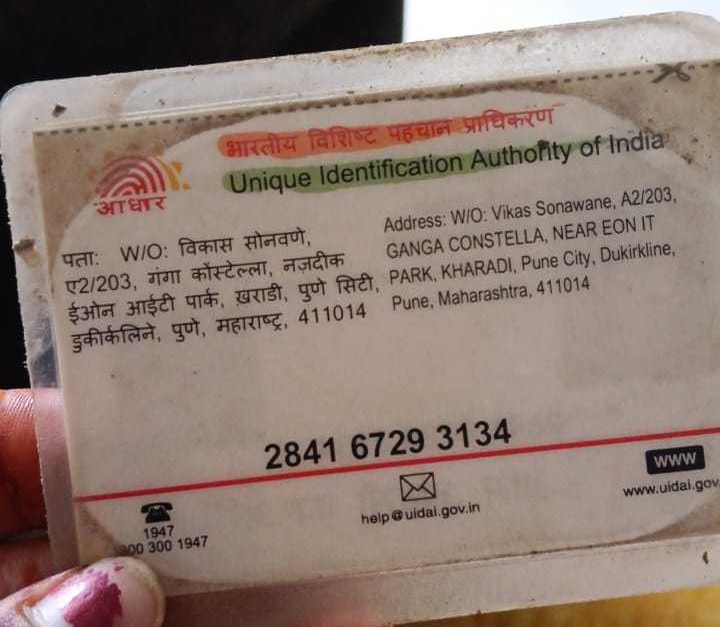 भारतीय विशिष्ट पहचान प्राधिकरण
Unique Identification Authority of India
आधार
पता: W/O: विकास सोनवणे,
ए2/203, गंगा कोंस्टेल्ला, नज़दीक
ईओन आईटी पार्क, ख़राडी, पुणे सिटी,
डुकीर्कलिने, पुणे, महाराष्ट्र, 411014
Address: W/O: Vikas Sonawane, A2/203,
GANGA CONSTELLA, NEAR EON IT
PARK, KHARADI, Pune City, Dukirkline,
Pune, Maharashtra, 411014
2841 6729 3134
1947
300 1947
help@uidai.gov.in
WWW
www.uidai.gov